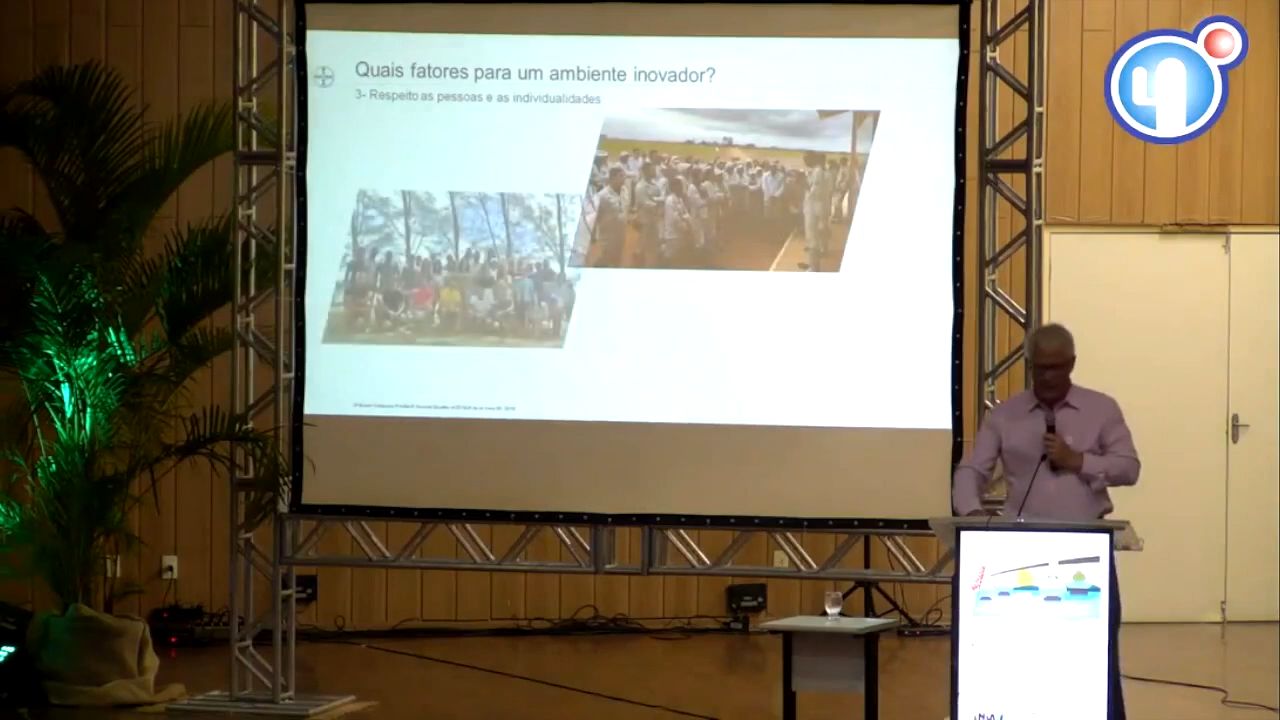 Quais fatores para um ambiente inovador?
3- Respeito as pessoas e as individualidades